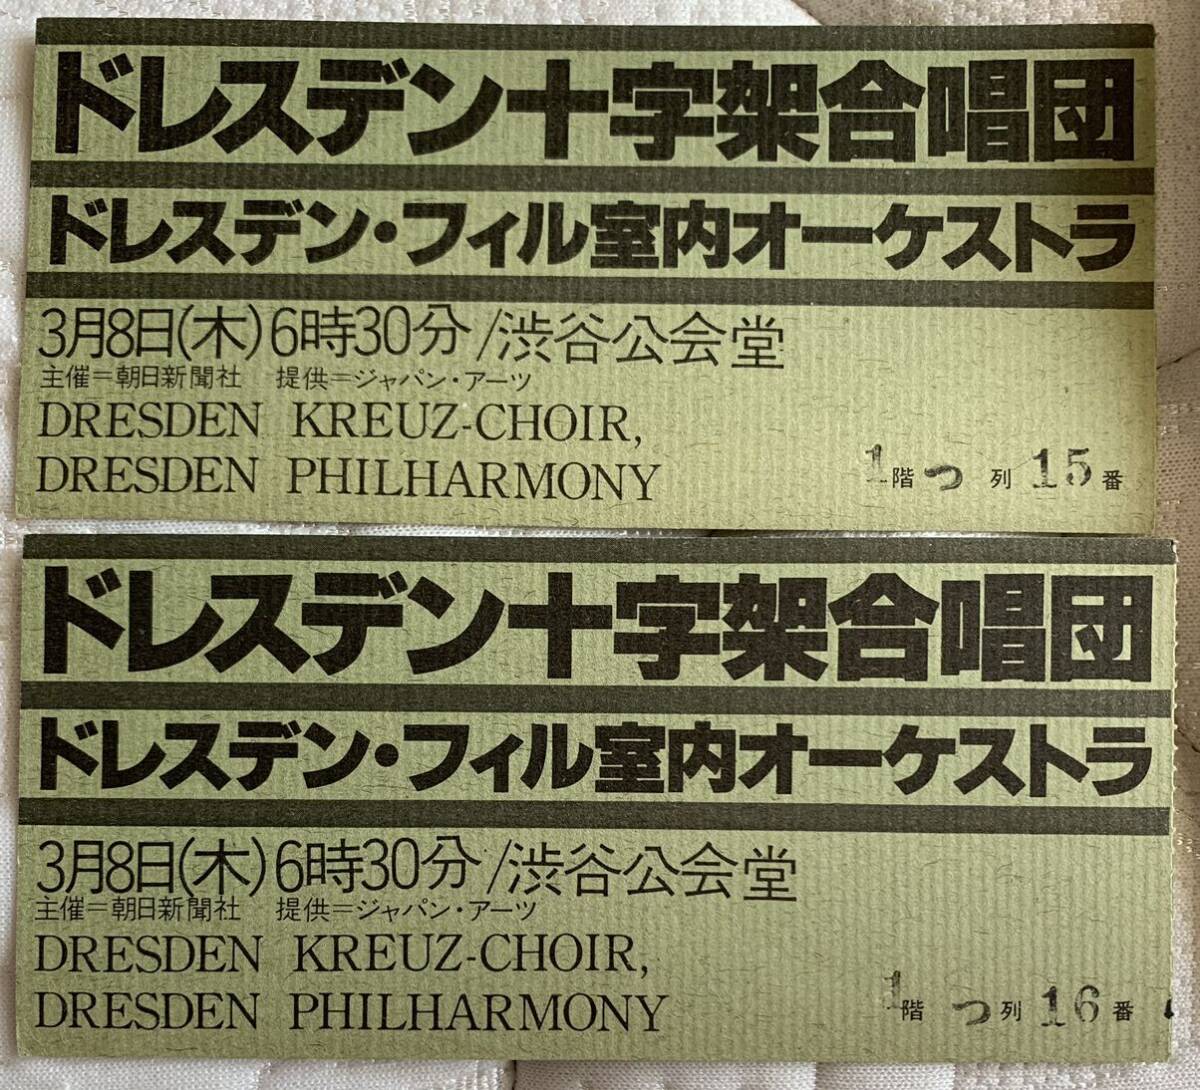 ドレスデン十字架合唱団
ドレスデン・フィル室内オーケストラ
3月8日(木)6時30分/渋谷公会堂
主催=朝日新聞社 提供=ジャパン・アーツ
DRESDEN KREUZ-CHOIR,
DRESDEN PHILHARMONY
1階つ列15番
ドレスデン十字架合唱団
ドレスデン・フィル室内オーケストラ
3月8日(木)6時30分/渋谷公会堂
主催=朝日新聞社 提供=ジャパン・アーツ
DRESDEN KREUZ-CHOIR,
DRESDEN PHILHARMONY
1階つ列16番